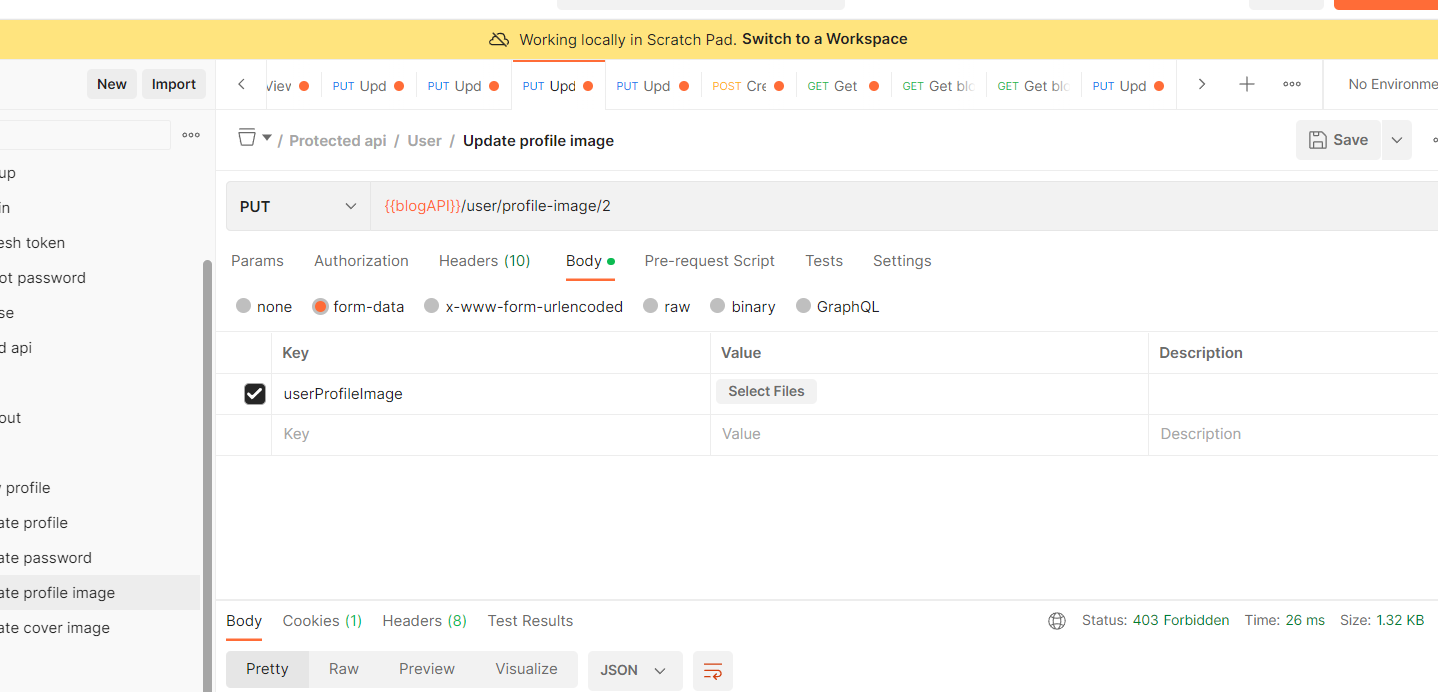 Working locally in Scratch Pad. Switch to a Workspace
New Import
View PUT Upd PUT Upd PUT Upd PUT Upd POST Cre GET Get GET Get blo GET Get blo PUT Upd No Environme
/ Protected api / User / Update profile image
Save
PUT {{blogAPI}}/user/profile-image/2
Params Authorization Headers (10) Body Pre-request Script Tests Settings
none form-data x-www-form-urlencoded raw binary GraphQL
Key Value Description
userProfileImage Select Files
Key Value Description
up
in
esh token
ot password
se
d api
out
profile
ate profile
ate password
ate profile image
ate cover image
Body Cookies (1) Headers (8) Test Results Status: 403 Forbidden Time: 26 ms Size: 1.32 KB
Pretty Raw Preview Visualize JSON